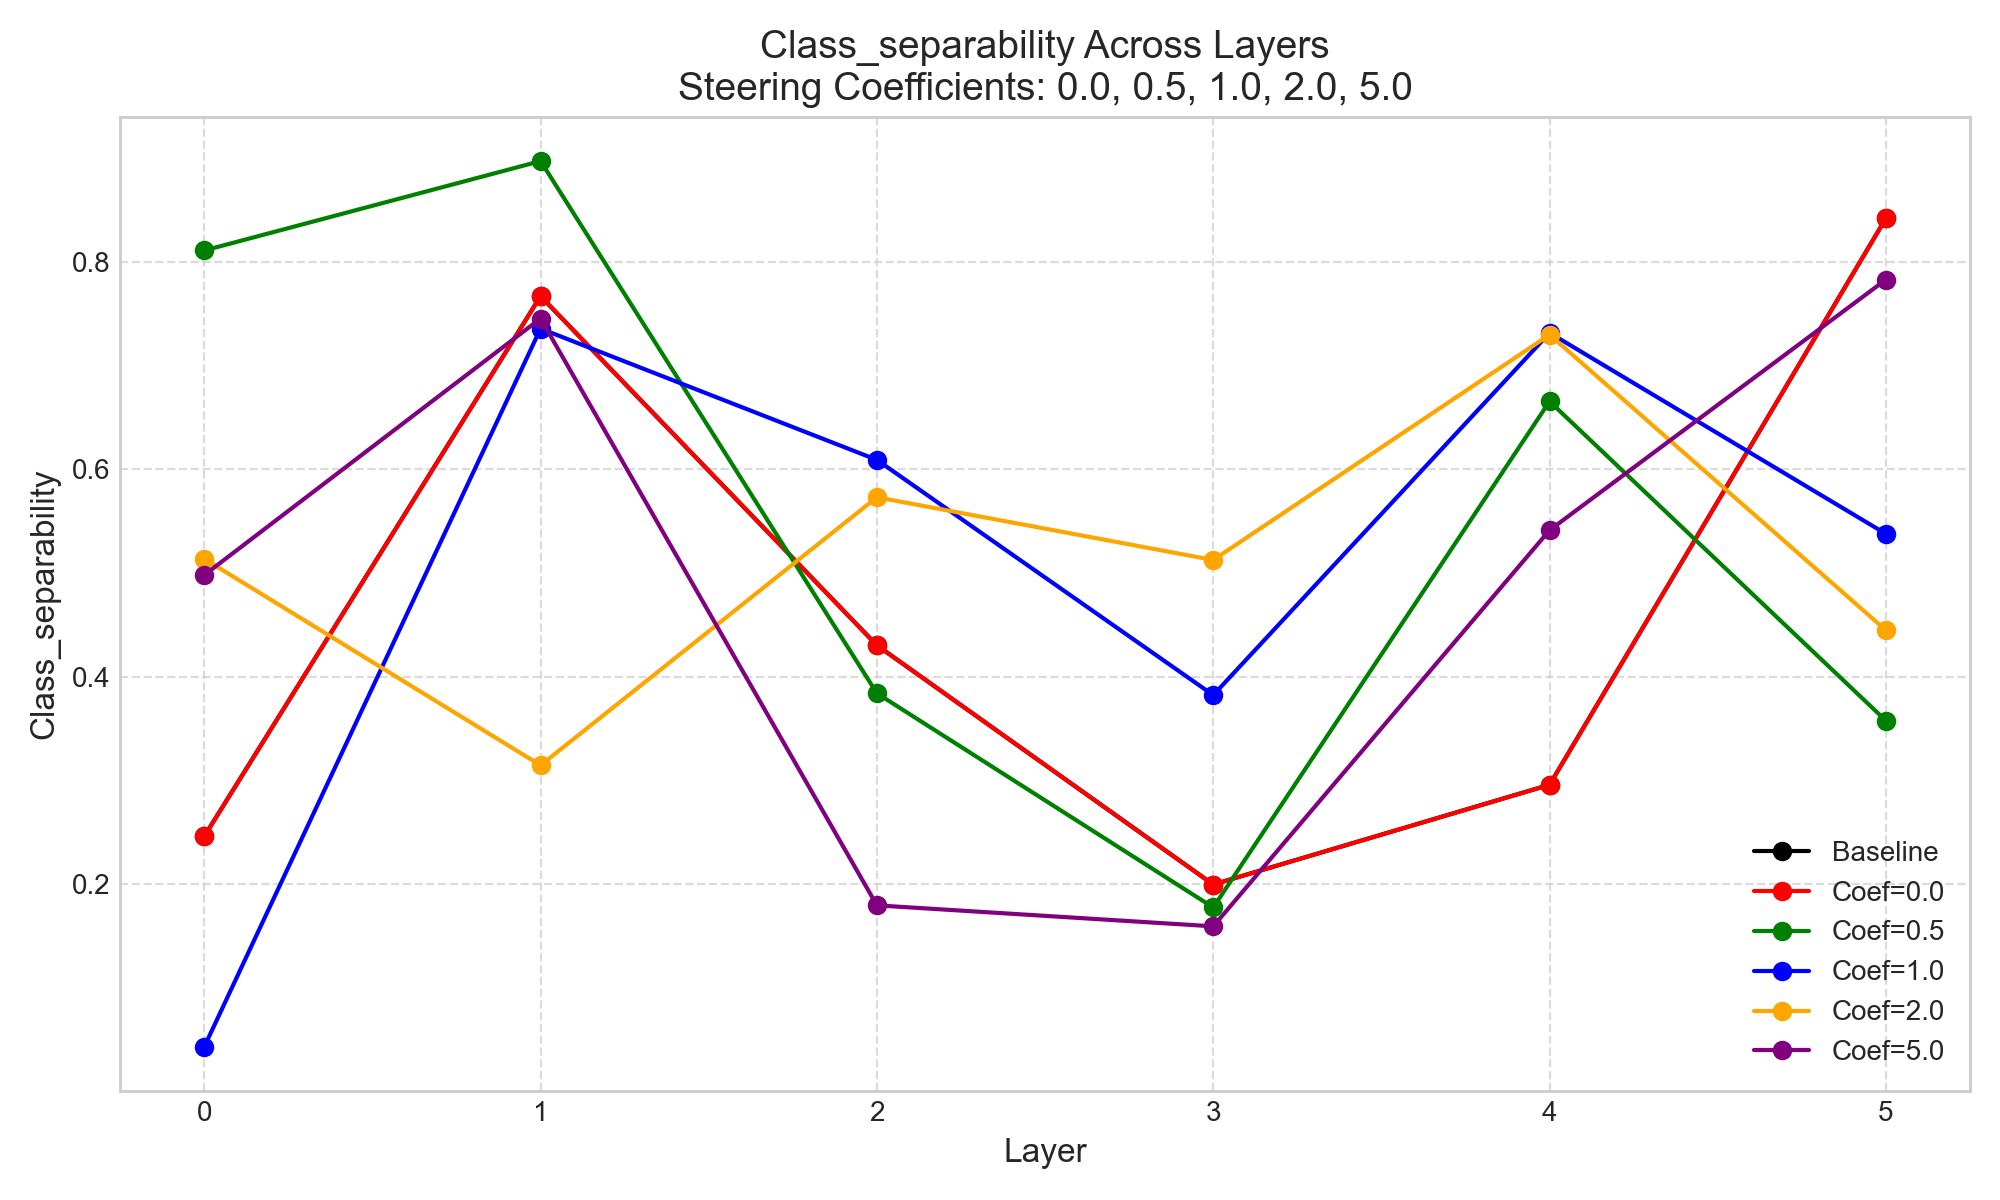 Class_separability Across Layers
Steering Coefficients: 0.0, 0.5, 1.0, 2.0, 5.0
Class_separability
0.8
0.6
0.4
0.2
0 1 2 3 4 5
Layer
Baseline
Coef=0.0
Coef=0.5
Coef=1.0
Coef=2.0
Coef=5.0